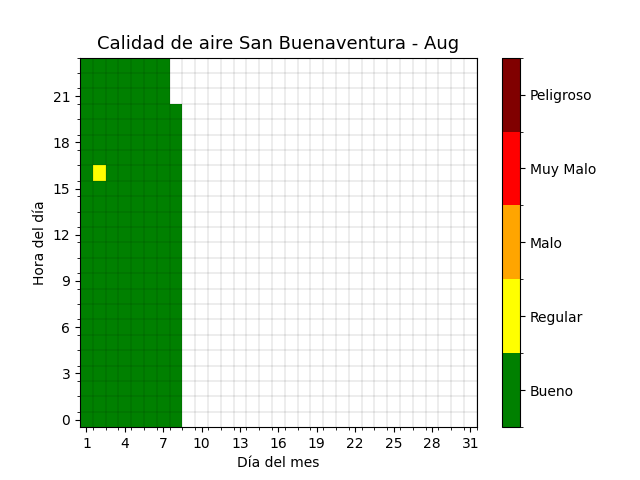 Calidad de aire San Buenaventura - Aug
21
18
15
12
9
6
3
0
Hora del día
1 4 7 10 13 16 19 22 25 28 31
Día del mes
Peligroso
Muy Malo
Malo
Regular
Bueno